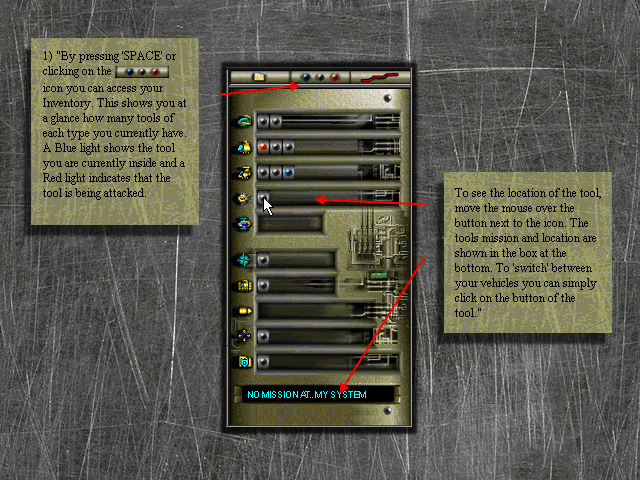 1) "By pressing 'SPACE' or
clicking on the
icon you can access your
Inventory. This shows you at
a glance how many tools of
each type you currently have.
A Blue light shows the tool
you are currently inside and a
Red light indicates that the
tool is being attacked.
To see the location of the tool,
move the mouse over the
button next to the icon. The
tools mission and location are
shown in the box at the
bottom. To 'switch' between
your vehicles you can simply
click on the button of the
tool."
NO MISSION AT..MY SYSTEM